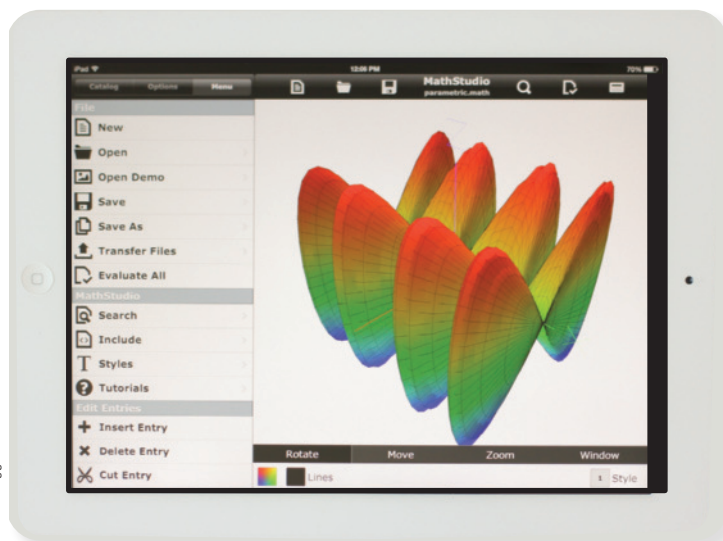 iPad
12:08 PM
70%
Catalog Options Menu
MathStudio
parametric.math
File
New
Open
Open Demo
Save
Save As
Transfer Files
Evaluate All
MathStudio
Search
Include
Styles
Tutorials
Edit Entries
Insert Entry
Delete Entry
Cut Entry
Rotate Move Zoom Window
Lines
1 Style